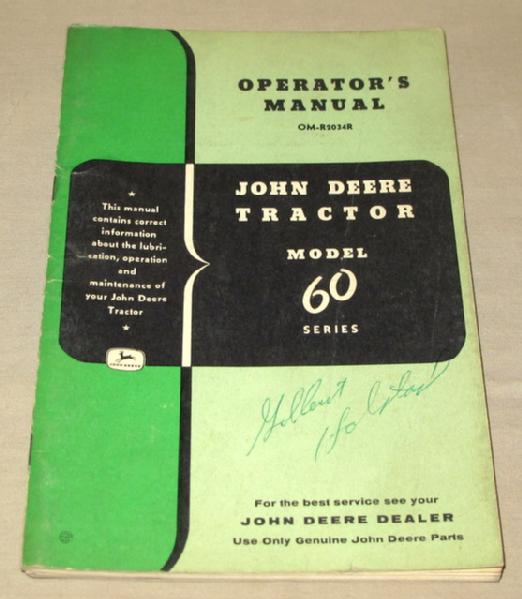 OPERATOR'S
MANUAL
OM-R2034R
JOHN DEERE
TRACTOR
MODEL
60
SERIES
★
This manual
contains correct
information
about the lubri-
cation, operation
and
maintenance of
your John Deere
Tractor
★
JOHN DEERE
For the best service see your
JOHN DEERE DEALER
Use Only Genuine John Deere Parts